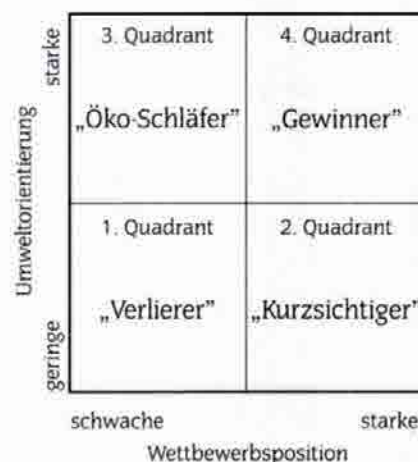 Umweltorientierung
starke
geringe
3. Quadrant
„Öko-Schläfer”
4. Quadrant
„Gewinner”
1. Quadrant
„Verlierer”
2. Quadrant
„Kurzsichtiger”
schwache
starke
Wettbewerbsposition